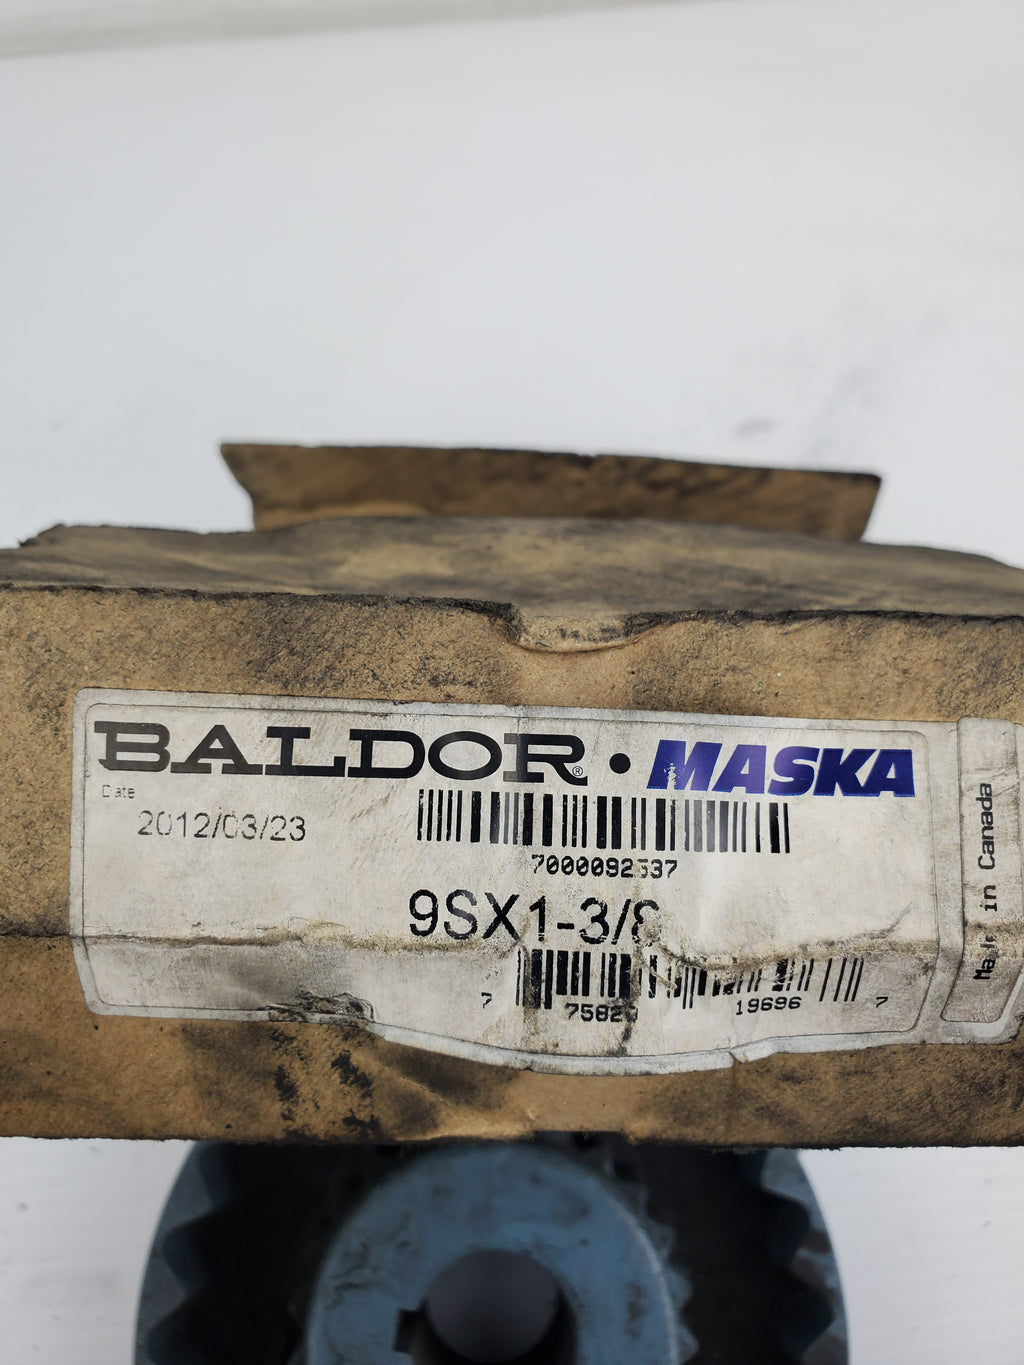 BALDOR® • MASKA
Date
2012/03/23
7000092537
9SX1-3/8
7 75820 19696 7
Made in Canada